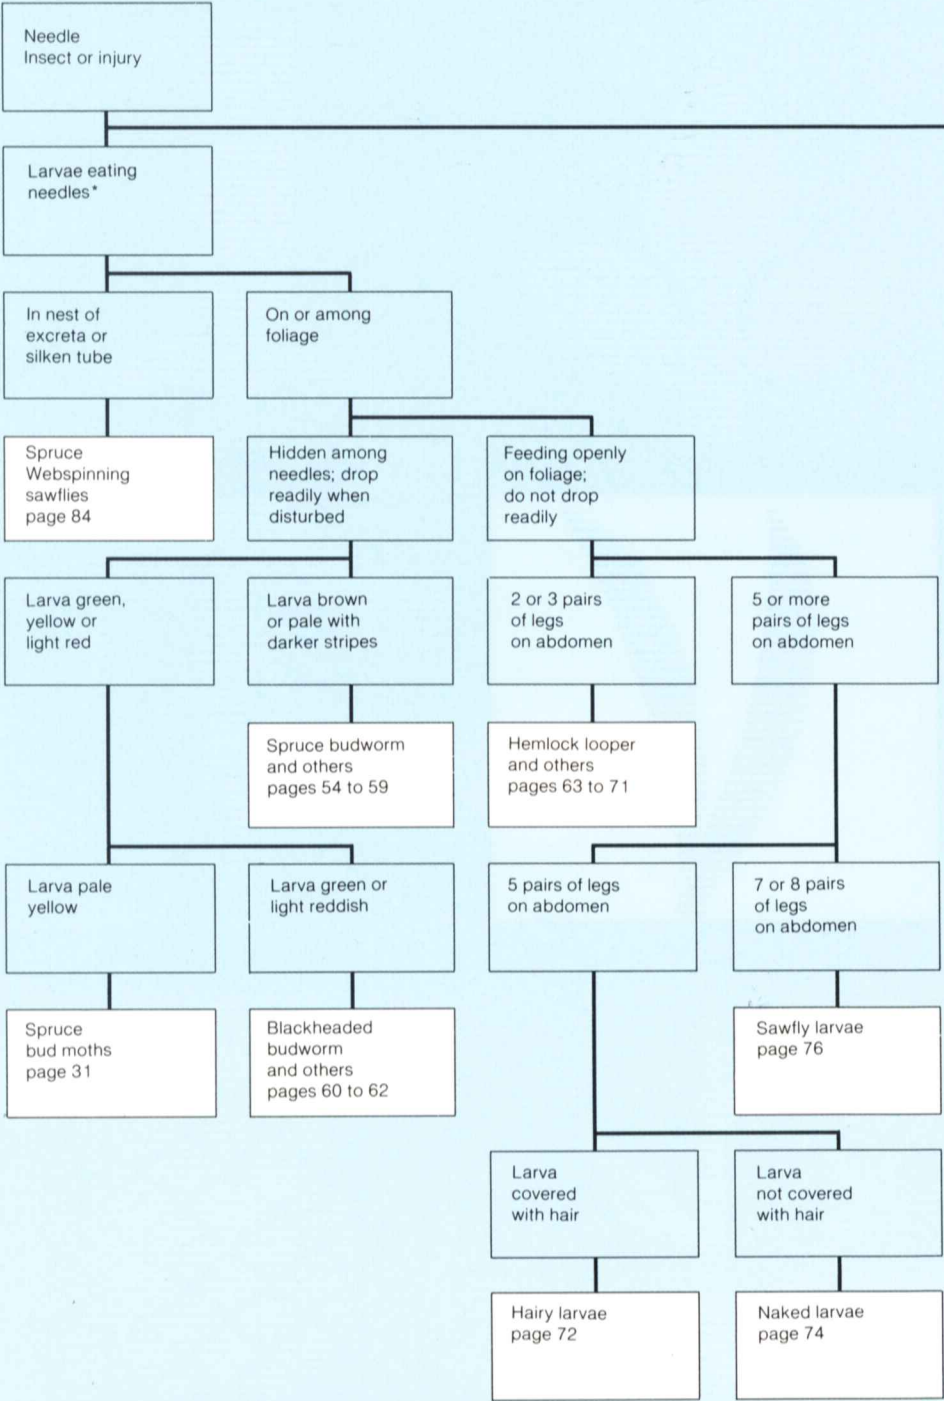 Needle
Insect or injury
Larvae eating
needles*
In nest of
excreta or
silken tube
On or among
foliage
Spruce
Webspinning
sawflies
page 84
Hidden among
needles; drop
readily when
disturbed
Feeding openly
on foliage;
do not drop
readily
Larva green,
yellow or
light red
Larva brown
or pale with
darker stripes
2 or 3 pairs
of legs
on abdomen
5 or more
pairs of legs
on abdomen
Spruce budworm
and others
pages 54 to 59
Hemlock looper
and others
pages 63 to 71
Larva pale
yellow
Larva green or
light reddish
5 pairs of legs
on abdomen
7 or 8 pairs
of legs
on abdomen
Spruce
bud moths
page 31
Blackheaded
budworm
and others
pages 60 to 62
Sawfly larvae
page 76
Larva
covered
with hair
Larva
not covered
with hair
Hairy larvae
page 72
Naked larvae
page 74